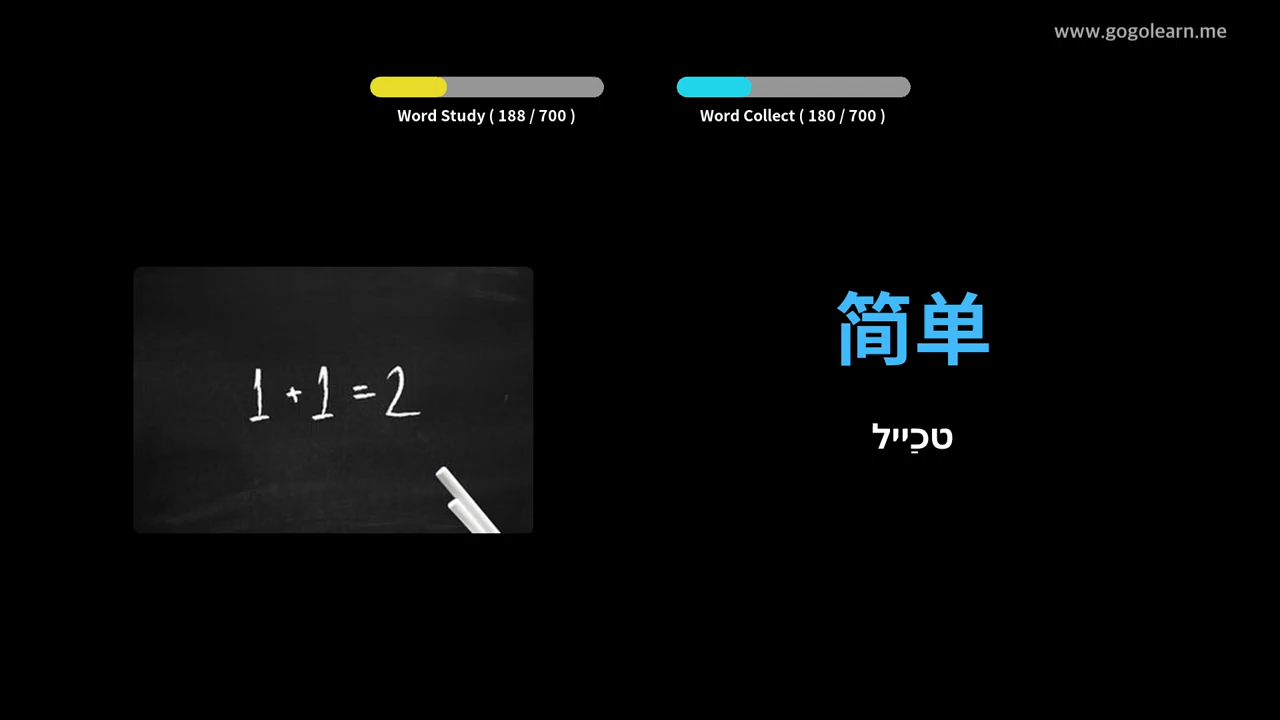 www.gogolearn.me
Word Study ( 188 / 700 )
Word Collect ( 180 / 700 )
1 + 1 = 2
简单
טכַייל